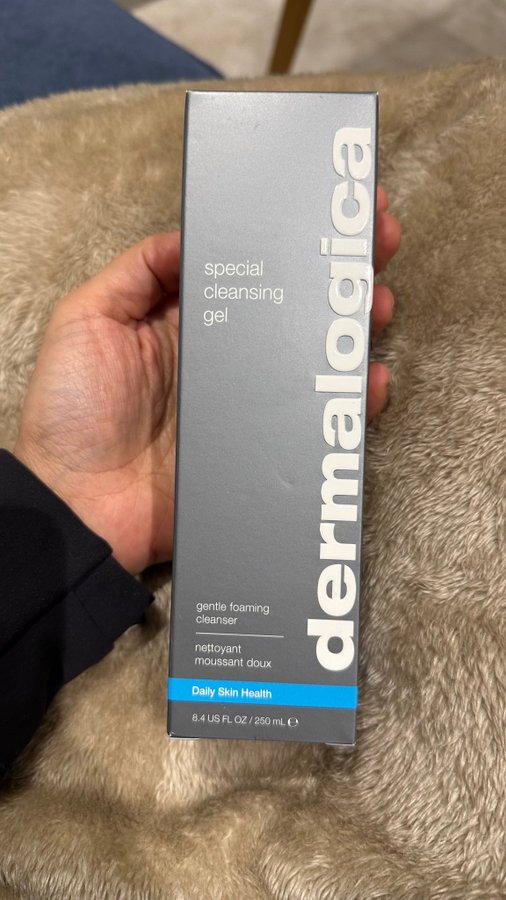 special
cleansing
gel
dermalogica
gentle foaming
cleanser
nettoyant
moussant doux
Daily Skin Health
8.4 US FL OZ / 250 mL ℮